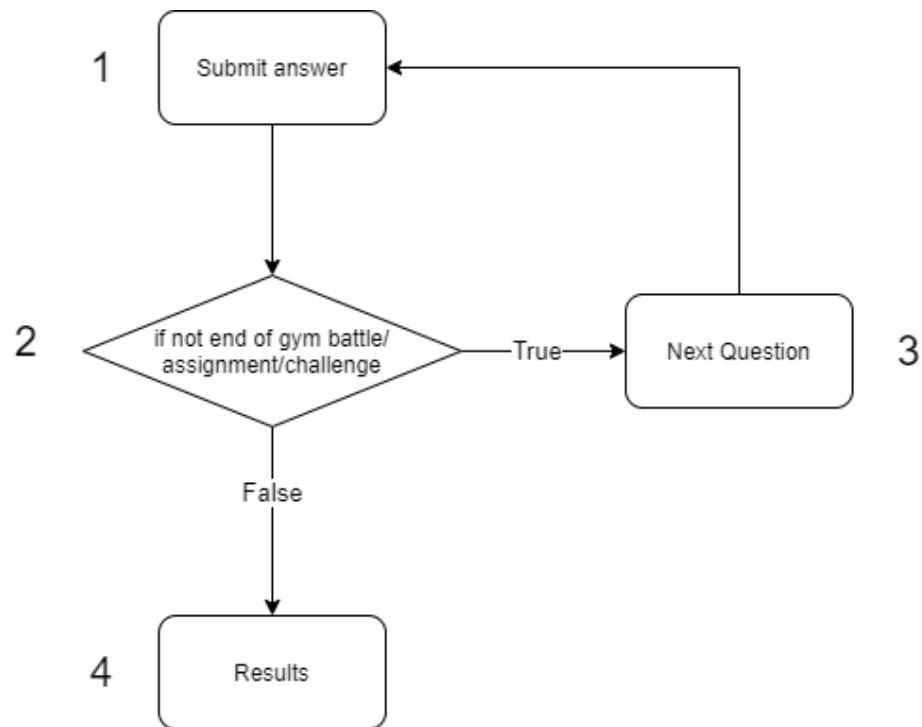 1
Submit answer
2
if not end of gym battle/
assignment/challenge
True
Next Question
3
False
4
Results